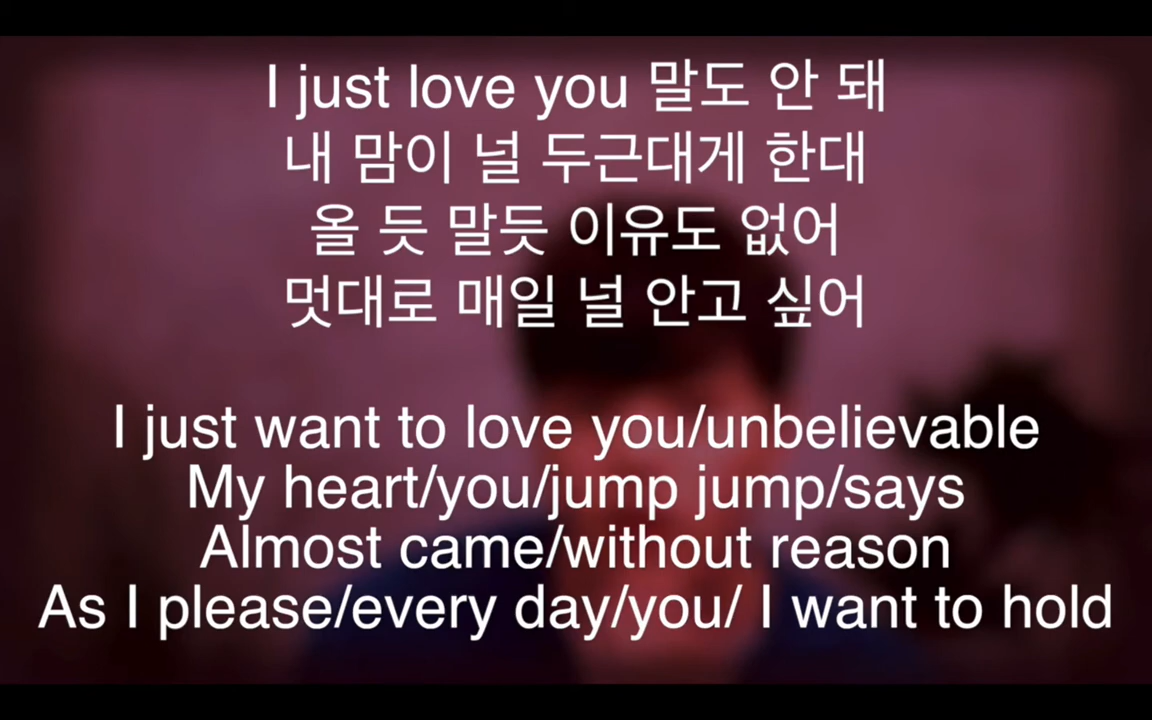 I just love you 말도 안 돼
내 맘이 널 두근대게 한대
올 듯 말듯 이유도 없어
멋대로 매일 널 안고 싶어
I just want to love you/unbelievable
My heart/you/jump jump/says
Almost came/without reason
As I please/every day/you/ I want to hold